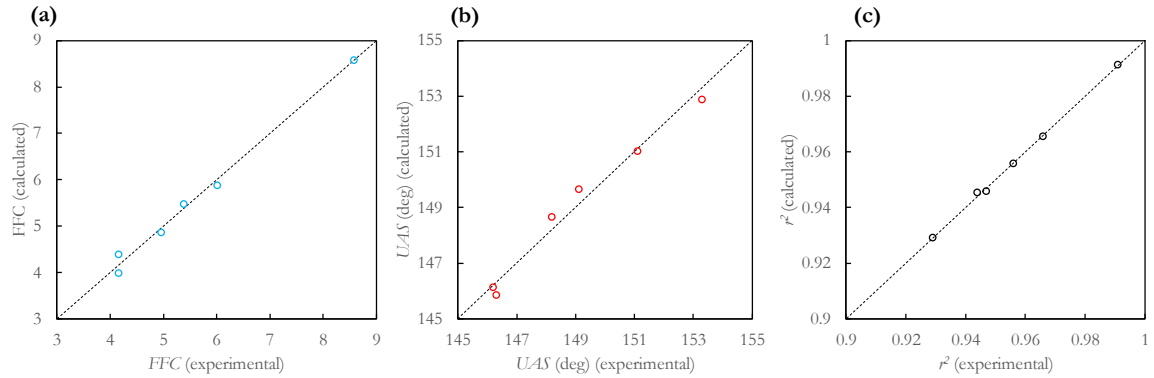 (a)
9
8
7
6
5
4
3
3 4 5 6 7 8 9
FFC (calculated)
FFC (experimental)
(b)
155
153
151
149
147
145
145 147 149 151 153 155
UAS (deg) (calculated)
UAS (deg) (experimental)
(c)
1
0.98
0.96
0.94
0.92
0.9
0.9 0.92 0.94 0.96 0.98 1
r² (calculated)
r² (experimental)